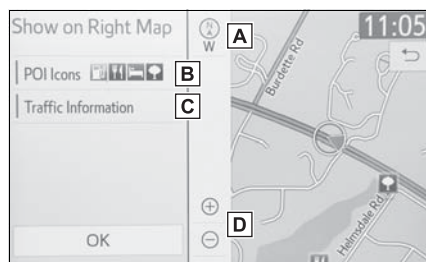 Show on Right Map
A
W
11:05
POI Icons
B
Traffic Information
C
Burdette Rd
D
Helmsdale Rd
OK